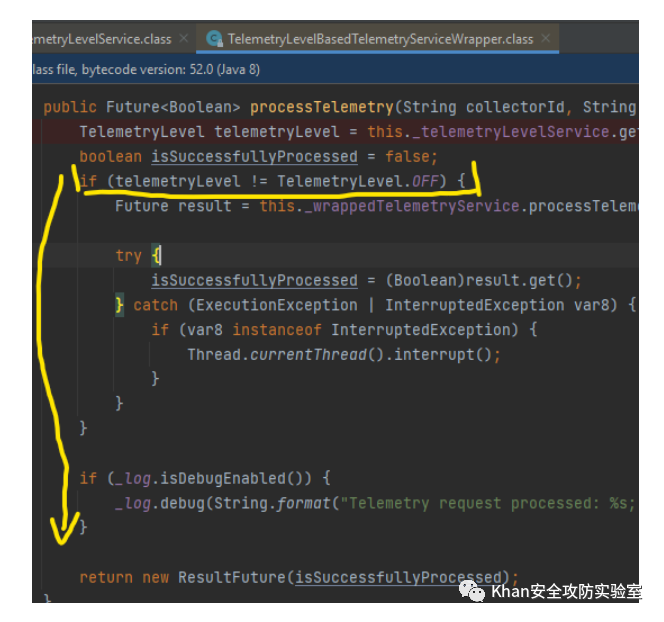 metryLevelService.class × TelemetryLevelBasedTelemetryServiceWrapper.class ×
lass file, bytecode version: 52.0 (Java 8)
public Future<Boolean> processTelemetry(String collectorId, String
TelemetryLevel telemetryLevel = this._telemetryLevelService.get
boolean isSuccessfullyProcessed = false;
if (telemetryLevel != TelemetryLevel.OFF) {
Future result = this._wrappedTelemetryService.processTeleme
try {
isSuccessfullyProcessed = (Boolean)result.get();
} catch (ExecutionException | InterruptedException var8) {
if (var8 instanceof InterruptedException) {
Thread.currentThread().interrupt();
}
}
}
if (_log.isDebugEnabled()) {
_log.debug(String.format("Telemetry request processed: %s;
}
return new ResultFuture(isSuccessfullyProcessed);
}
Khan安全攻防实验室